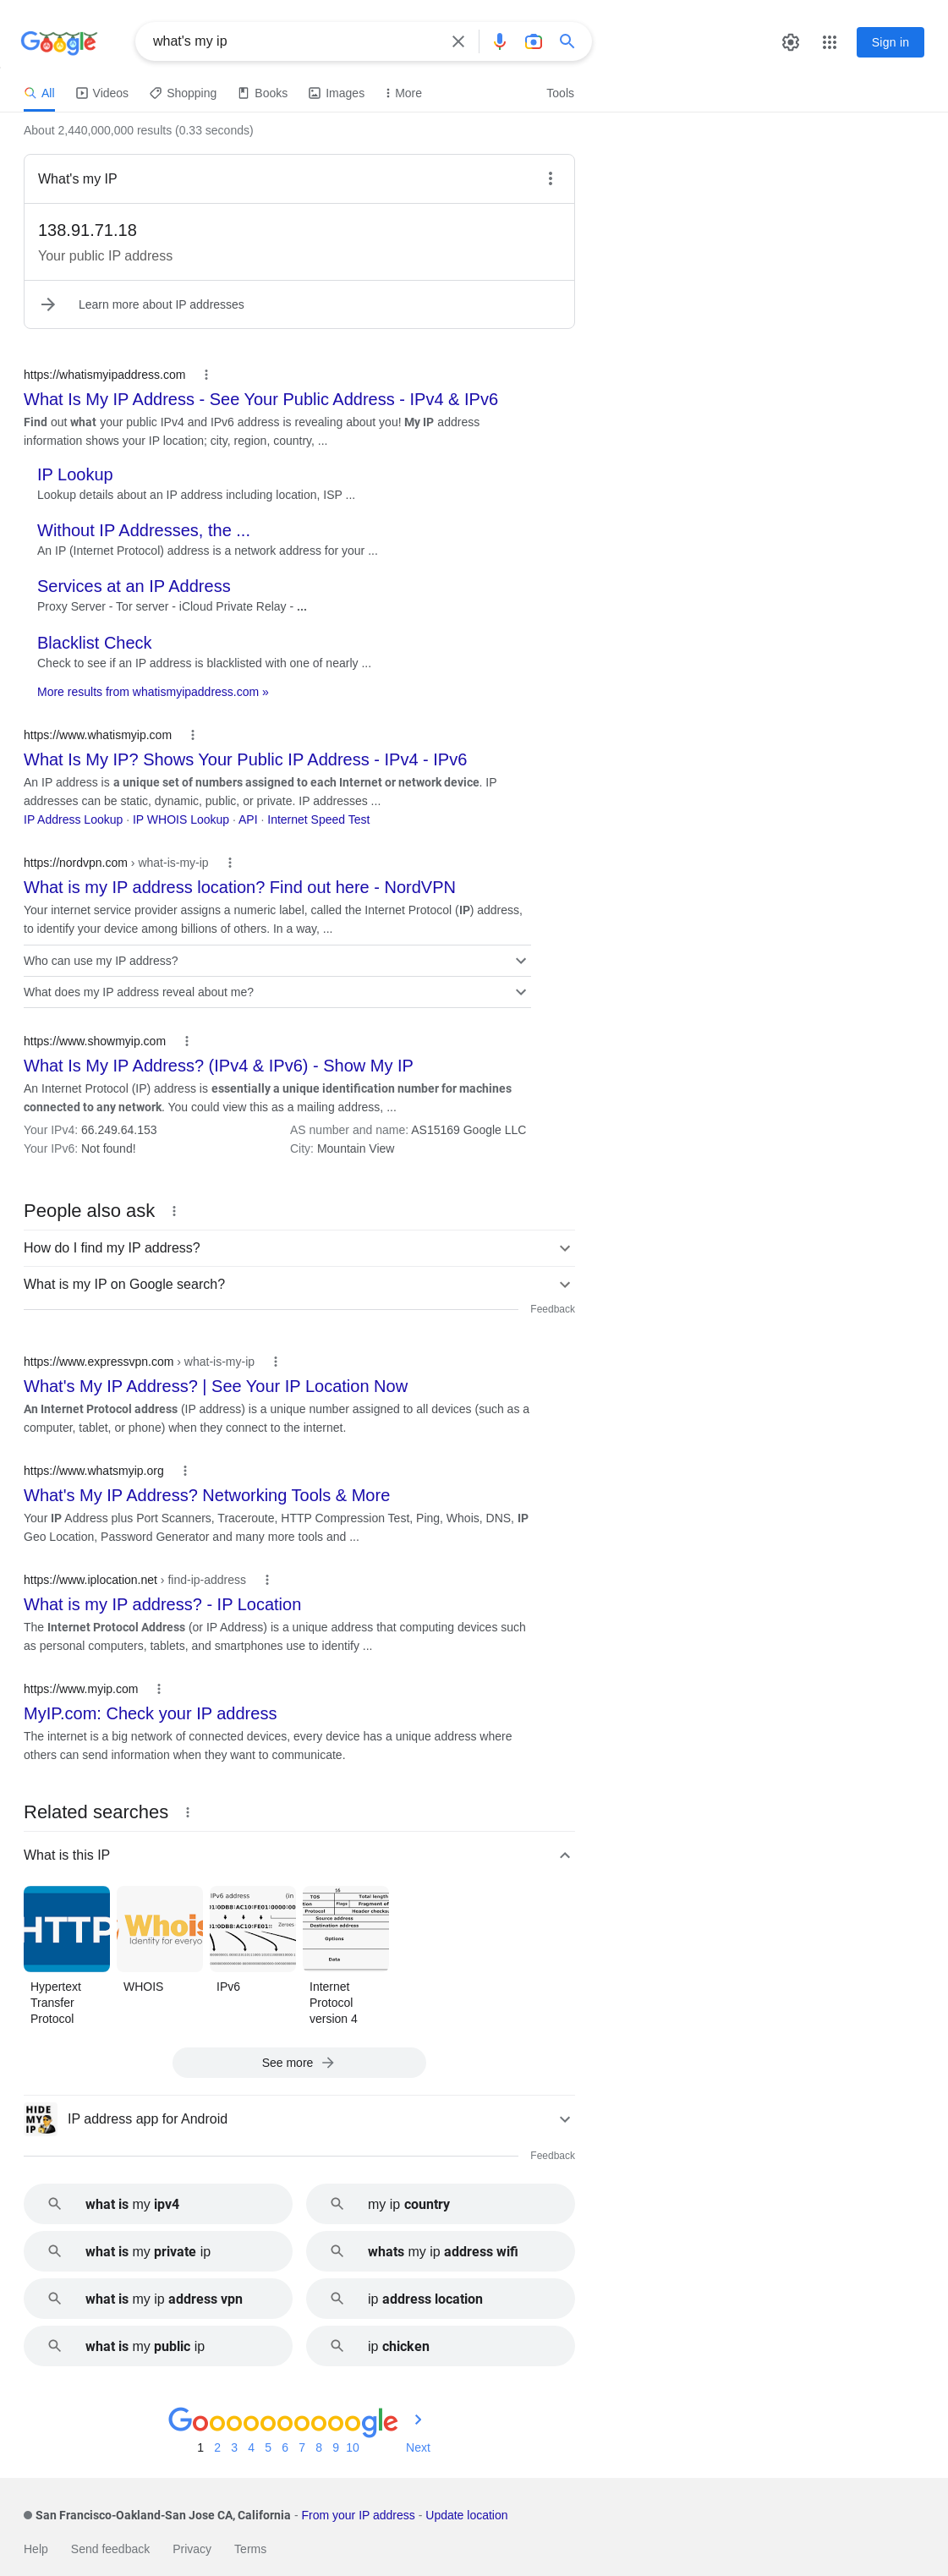 Google
what's my ip
Sign in
All
Videos
Shopping
Books
Images
More
Tools
About 2,440,000,000 results (0.33 seconds)
What's my IP
138.91.71.18
Your public IP address
Learn more about IP addresses
https://whatismyipaddress.com
What Is My IP Address - See Your Public Address - IPv4 & IPv6
Find out what your public IPv4 and IPv6 address is revealing about you! My IP address
information shows your IP location; city, region, country, ...
IP Lookup
Lookup details about an IP address including location, ISP ...
Without IP Addresses, the ...
An IP (Internet Protocol) address is a network address for your ...
Services at an IP Address
Proxy Server - Tor server - iCloud Private Relay - ...
Blacklist Check
Check to see if an IP address is blacklisted with one of nearly ...
More results from whatismyipaddress.com »
https://www.whatismyip.com
What Is My IP? Shows Your Public IP Address - IPv4 - IPv6
An IP address is a unique set of numbers assigned to each Internet or network device. IP
addresses can be static, dynamic, public, or private. IP addresses ...
IP Address Lookup · IP WHOIS Lookup · API · Internet Speed Test
https://nordvpn.com › what-is-my-ip
What is my IP address location? Find out here - NordVPN
Your internet service provider assigns a numeric label, called the Internet Protocol (IP) address,
to identify your device among billions of others. In a way, ...
Who can use my IP address?
What does my IP address reveal about me?
https://www.showmyip.com
What Is My IP Address? (IPv4 & IPv6) - Show My IP
An Internet Protocol (IP) address is essentially a unique identification number for machines
connected to any network. You could view this as a mailing address, ...
Your IPv4: 66.249.64.153
AS number and name: AS15169 Google LLC
Your IPv6: Not found!
City: Mountain View
People also ask
How do I find my IP address?
What is my IP on Google search?
Feedback
https://www.expressvpn.com › what-is-my-ip
What's My IP Address? | See Your IP Location Now
An Internet Protocol address (IP address) is a unique number assigned to all devices (such as a
computer, tablet, or phone) when they connect to the internet.
https://www.whatsmyip.org
What's My IP Address? Networking Tools & More
Your IP Address plus Port Scanners, Traceroute, HTTP Compression Test, Ping, Whois, DNS, IP
Geo Location, Password Generator and many more tools and ...
https://www.iplocation.net › find-ip-address
What is my IP address? - IP Location
The Internet Protocol Address (or IP Address) is a unique address that computing devices such
as personal computers, tablets, and smartphones use to identify ...
https://www.myip.com
MyIP.com: Check your IP address
The internet is a big network of connected devices, every device has a unique address where
others can send information when they want to communicate.
Related searches
What is this IP
HTTP
Whois
Identity for everyo
IPv6 address (in
Zeroes
TOS Total length
Flags Fragment of
Protocol Header checksu
Source address
Destination address
Options
Data
Hypertext
Transfer
Protocol
WHOIS
IPv6
Internet
Protocol
version 4
See more
HIDE
MY
IP
IP address app for Android
Feedback
what is my ipv4
my ip country
what is my private ip
whats my ip address wifi
what is my ip address vpn
ip address location
what is my public ip
ip chicken
Goooooooooogle
1 2 3 4 5 6 7 8 9 10 Next
San Francisco-Oakland-San Jose CA, California - From your IP address - Update location
Help
Send feedback
Privacy
Terms